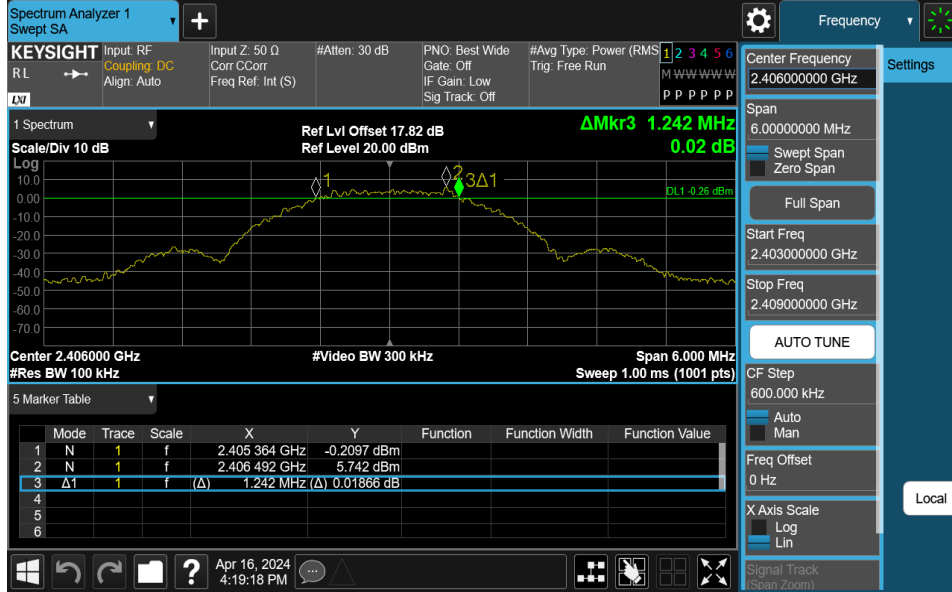 Spectrum Analyzer 1
Swept SA
+
Frequency
KEYSIGHT
RL
LXI
Input: RF
Coupling: DC
Align: Auto
Input Z: 50 Ω
Corr CCorr
Freq Ref: Int (S)
#Atten: 30 dB
PNO: Best Wide
Gate: Off
IF Gain: Low
Sig Track: Off
#Avg Type: Power (RMS
Trig: Free Run
1 2 3 4 5 6
M W W W W W
P P P P P P
1 Spectrum
Scale/Div 10 dB
Ref Lvl Offset 17.82 dB
Ref Level 20.00 dBm
ΔMkr3 1.242 MHz
0.02 dB
Log
10.0
0.00
-10.0
-20.0
-30.0
-40.0
-50.0
-60.0
-70.0
1
2
3Δ1
DL1 -0.26 dBm
Center 2.406000 GHz
#Video BW 300 kHz
Span 6.000 MHz
#Res BW 100 kHz
Sweep 1.00 ms (1001 pts)
5 Marker Table
Mode Trace Scale X Y Function Function Width Function Value
1 N 1 f 2.405 364 GHz -0.2097 dBm
2 N 1 f 2.406 492 GHz 5.742 dBm
3 Δ1 1 f (Δ) 1.242 MHz (Δ) 0.01866 dB
4
5
6
?
Apr 16, 2024
4:19:18 PM
Center Frequency
2.406000000 GHz
Span
6.00000000 MHz
Swept Span
Zero Span
Full Span
Start Freq
2.403000000 GHz
Stop Freq
2.409000000 GHz
AUTO TUNE
CF Step
600.000 kHz
Auto
Man
Freq Offset
0 Hz
X Axis Scale
Log
Lin
Signal Track
(Span Zoom)
Settings
Local